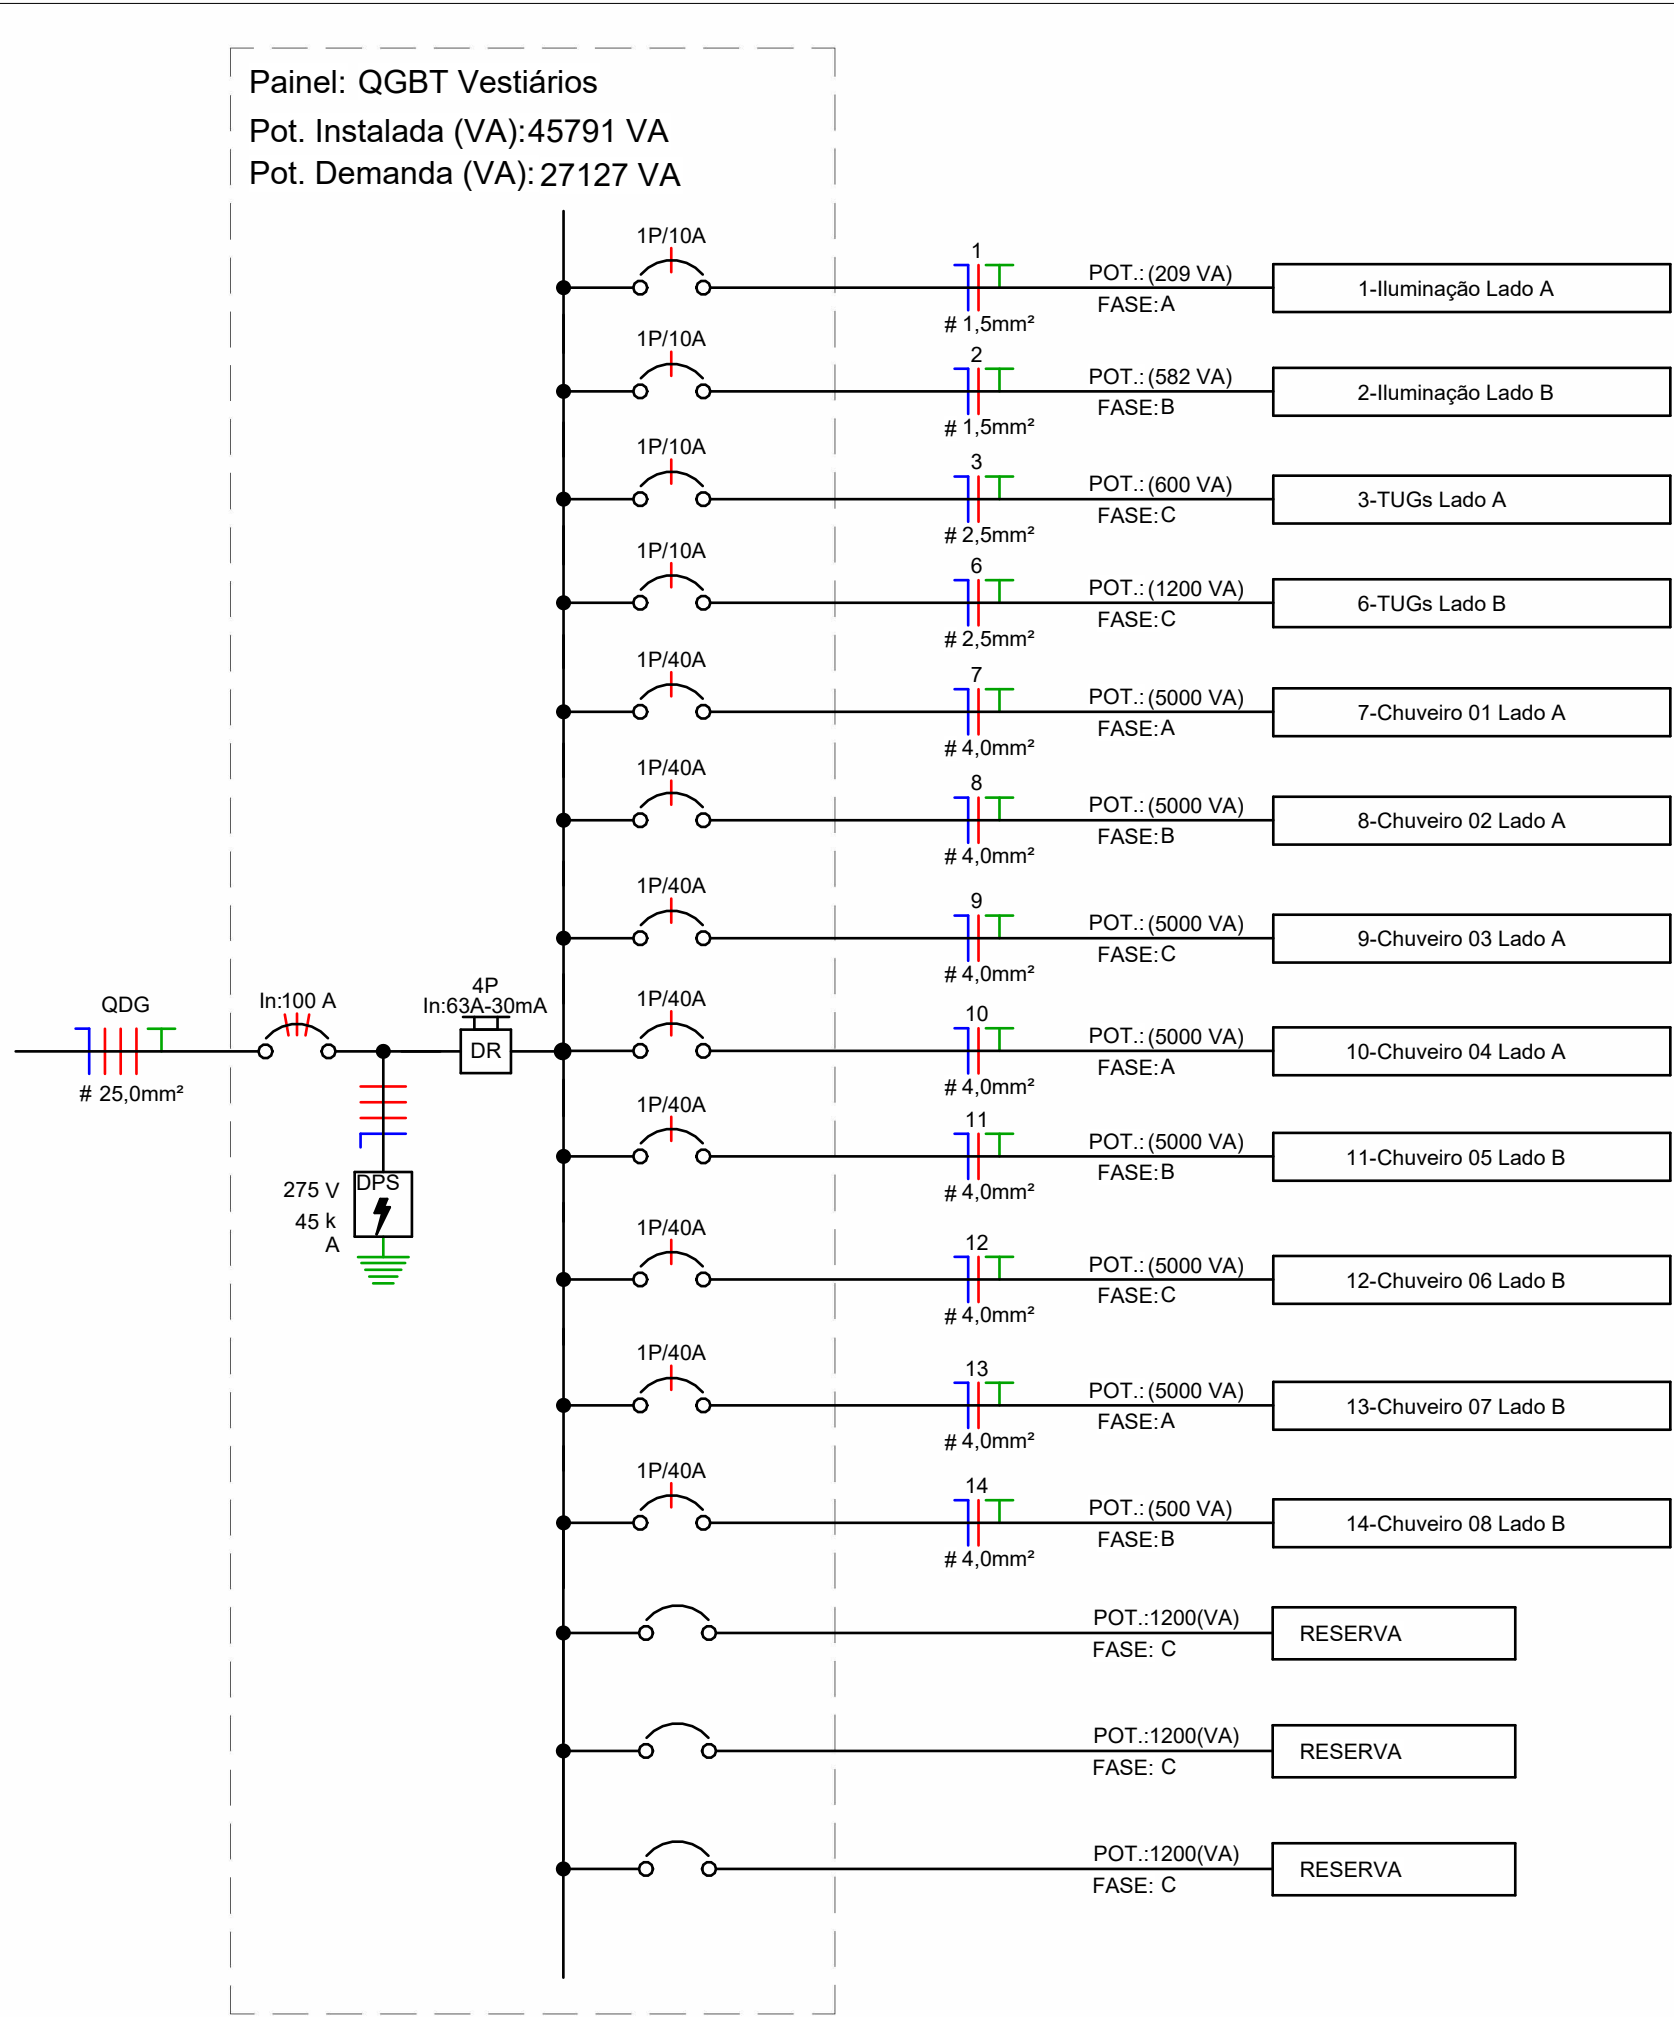 Painel: QGBT Vestiários
Pot. Instalada (VA):45791 VA
Pot. Demanda (VA): 27127 VA
1P/10A
1
POT.: (209 VA)
FASE:A
# 1,5mm²
1-Iluminação Lado A
1P/10A
2
POT.: (582 VA)
FASE:B
# 1,5mm²
2-Iluminação Lado B
1P/10A
3
POT.: (600 VA)
FASE:C
# 2,5mm²
3-TUGs Lado A
1P/10A
6
POT.: (1200 VA)
FASE:C
# 2,5mm²
6-TUGs Lado B
1P/40A
7
POT.: (5000 VA)
FASE:A
# 4,0mm²
7-Chuveiro 01 Lado A
1P/40A
8
POT.: (5000 VA)
FASE:B
# 4,0mm²
8-Chuveiro 02 Lado A
1P/40A
9
POT.: (5000 VA)
FASE:C
# 4,0mm²
9-Chuveiro 03 Lado A
QDG
# 25,0mm²
In:100 A
4P
In:63A-30mA
DR
275 V
45 k
A
DPS
1P/40A
10
POT.: (5000 VA)
FASE:A
# 4,0mm²
10-Chuveiro 04 Lado A
1P/40A
11
POT.: (5000 VA)
FASE:B
# 4,0mm²
11-Chuveiro 05 Lado B
1P/40A
12
POT.: (5000 VA)
FASE:C
# 4,0mm²
12-Chuveiro 06 Lado B
1P/40A
13
POT.: (5000 VA)
FASE:A
# 4,0mm²
13-Chuveiro 07 Lado B
1P/40A
14
POT.: (500 VA)
FASE:B
# 4,0mm²
14-Chuveiro 08 Lado B
POT.:1200(VA)
FASE: C
RESERVA
POT.:1200(VA)
FASE: C
RESERVA
POT.:1200(VA)
FASE: C
RESERVA